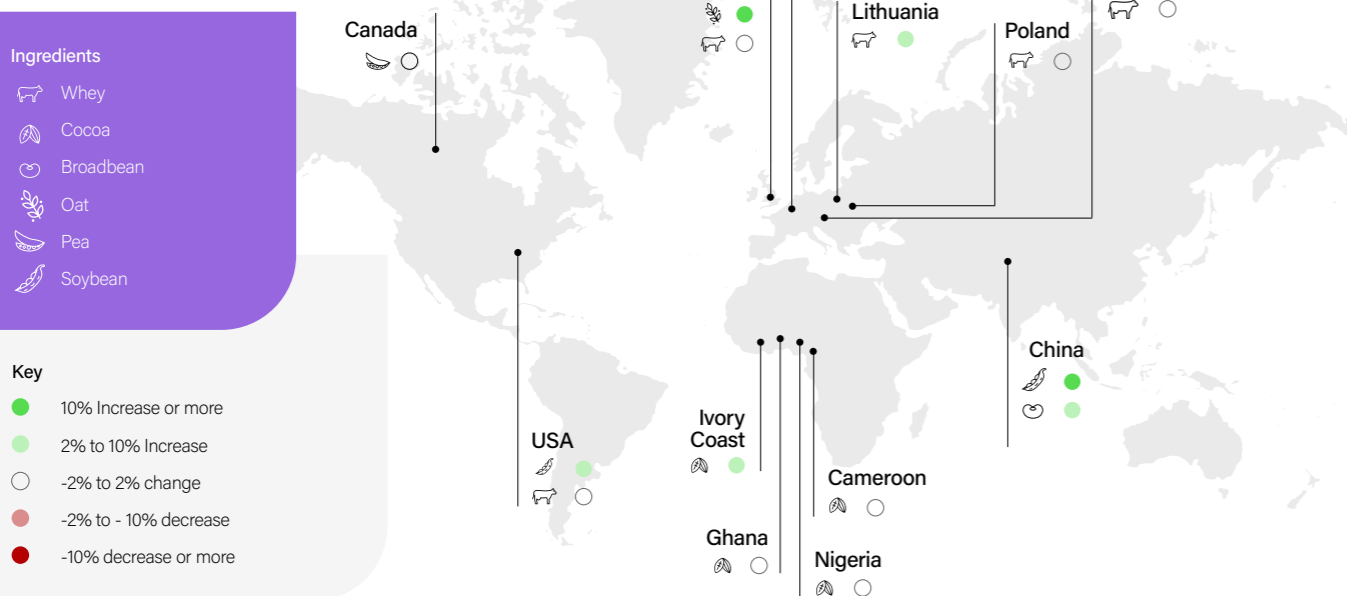 Ingredients
Whey
Cocoa
Broadbean
Oat
Pea
Soybean
Key
10% Increase or more
2% to 10% Increase
-2% to 2% change
-2% to - 10% decrease
-10% decrease or more
Canada
Lithuania
Poland
USA
Ivory
Coast
Ghana
Nigeria
Cameroon
China